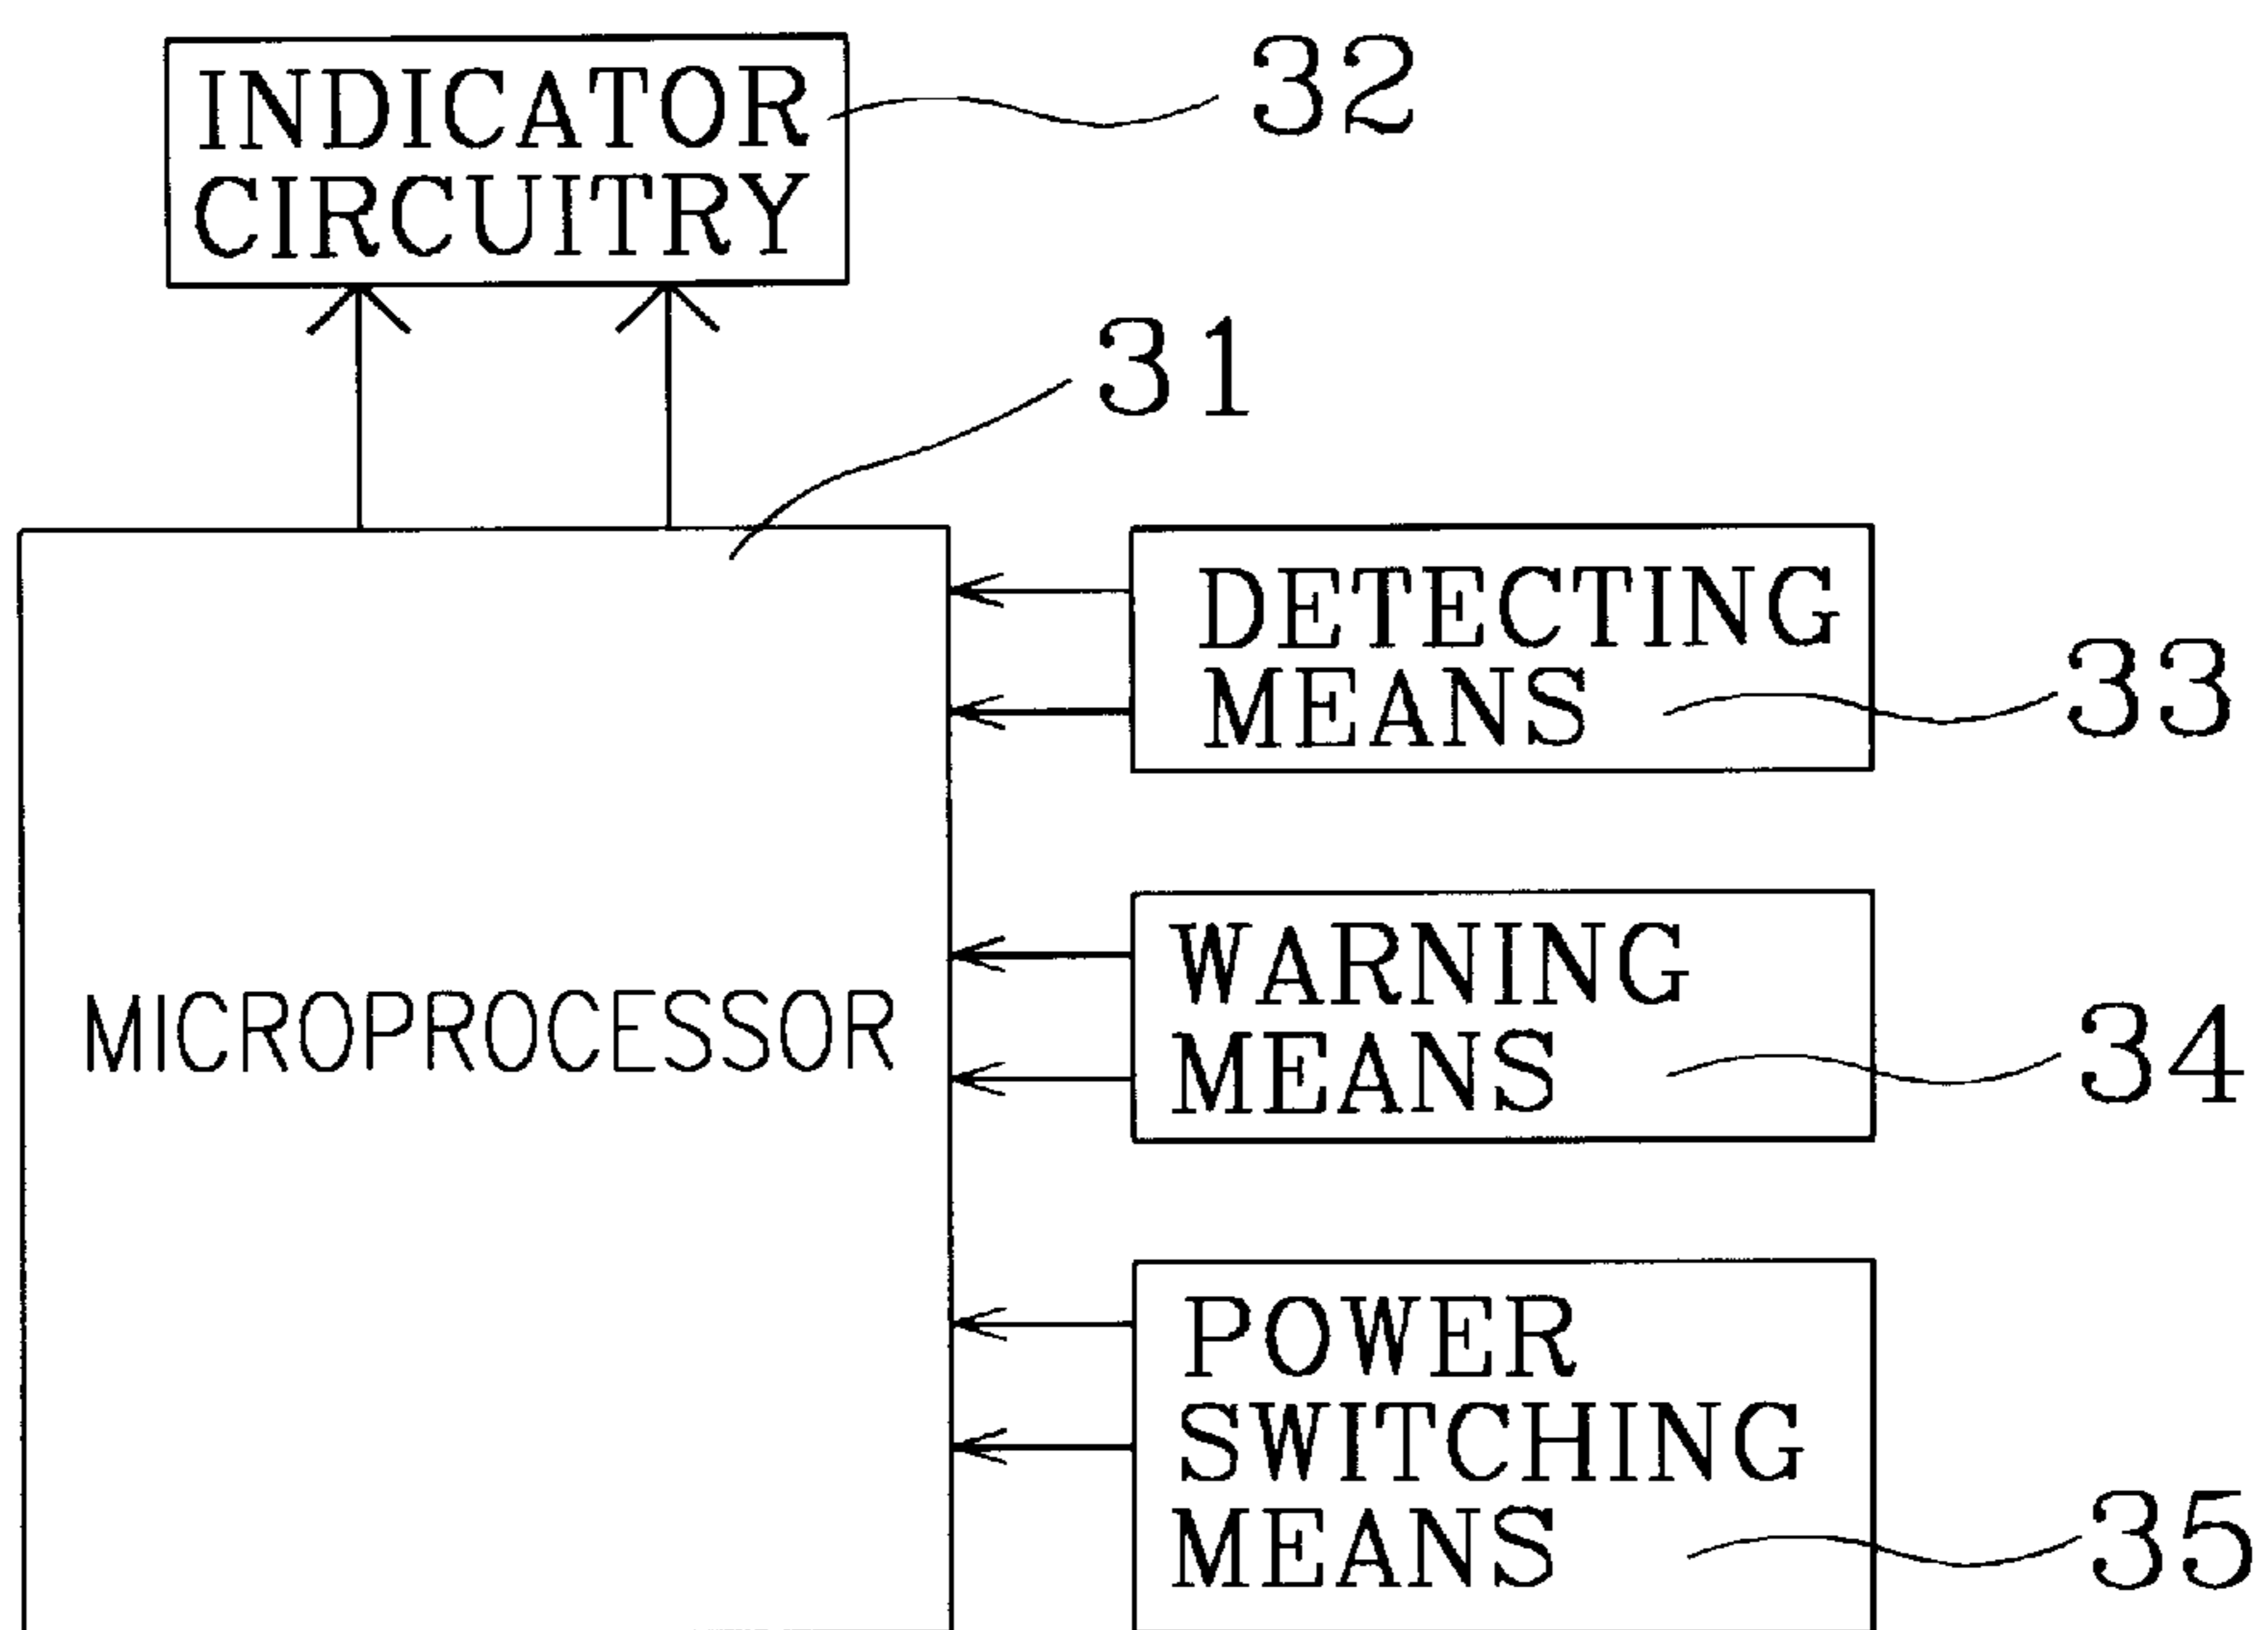 INDICATOR
CIRCUITRY
32
31
DETECTING
MEANS
33
MICROPROCESSOR
WARNING
MEANS
34
POWER
SWITCHING
MEANS
35